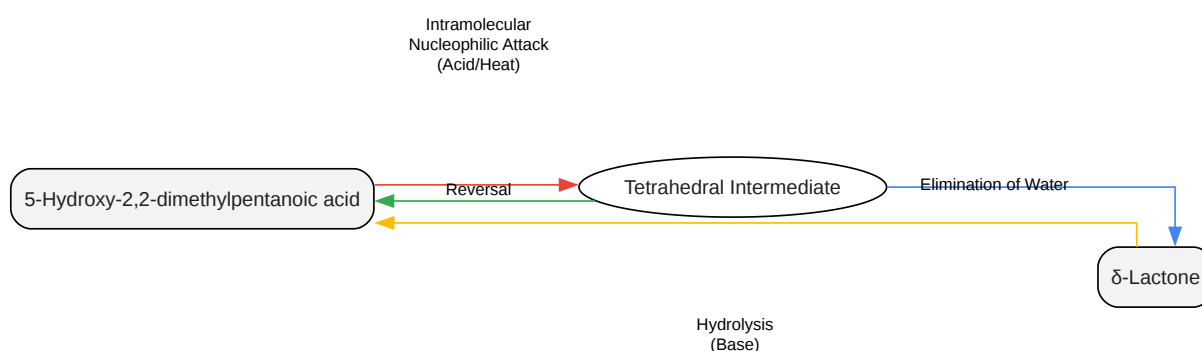 Intramolecular
Nucleophilic Attack
(Acid/Heat)
5-Hydroxy-2,2-dimethylpentanoic acid
Reversal
Tetrahedral Intermediate
Elimination of Water
δ-Lactone
Hydrolysis
(Base)